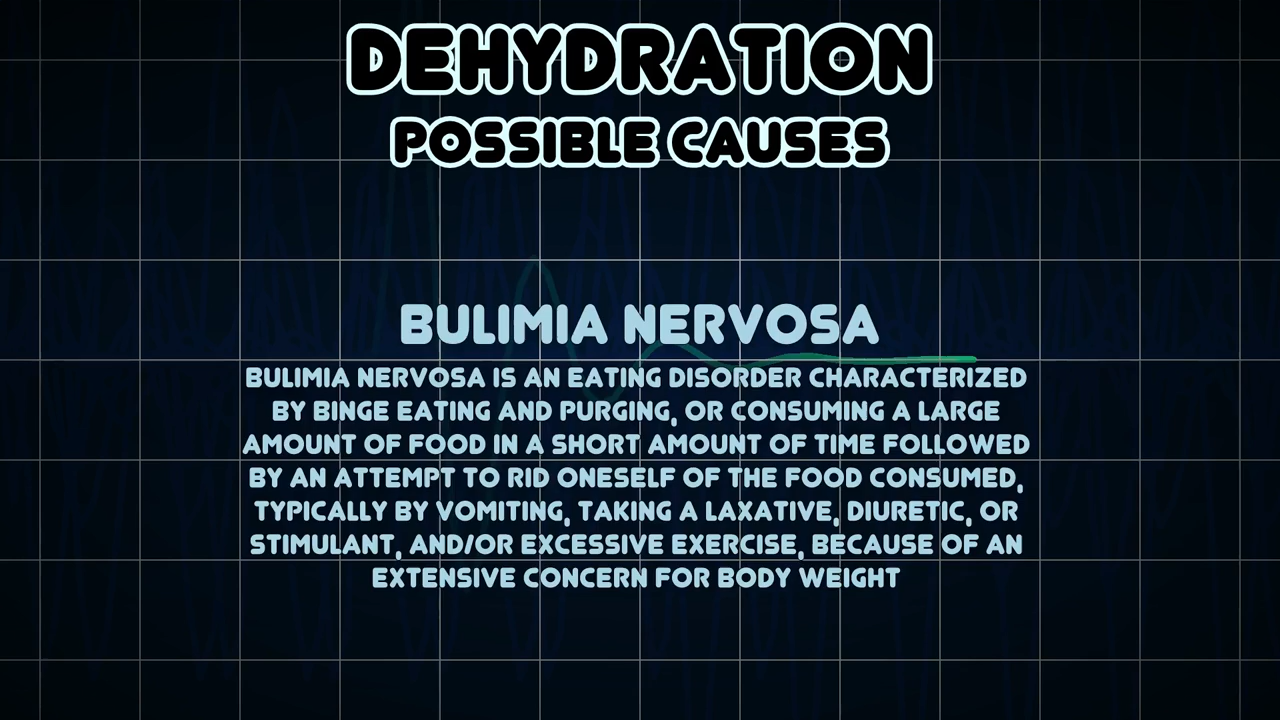 DEHYDRATION
POSSIBLE CAUSES
BULIMIA NERVOSA
BULIMIA NERVOSA IS AN EATING DISORDER CHARACTERIZED
BY BINGE EATING AND PURGING, OR CONSUMING A LARGE
AMOUNT OF FOOD IN A SHORT AMOUNT OF TIME FOLLOWED
BY AN ATTEMPT TO RID ONESELF OF THE FOOD CONSUMED,
TYPICALLY BY VOMITING, TAKING A LAXATIVE, DIURETIC, OR
STIMULANT, AND/OR EXCESSIVE EXERCISE, BECAUSE OF AN
EXTENSIVE CONCERN FOR BODY WEIGHT